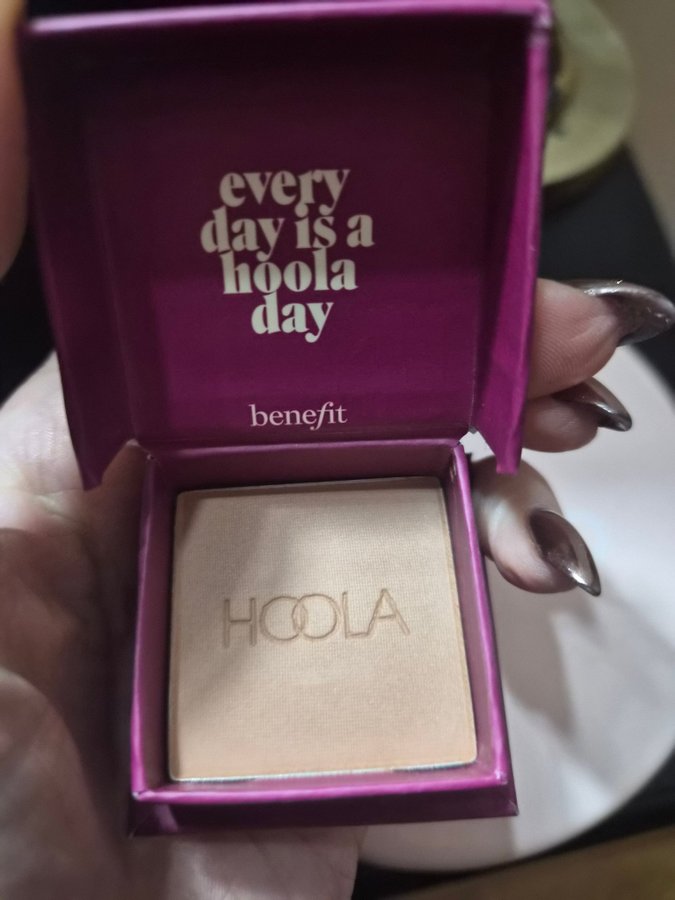 every
day is a
hoola
day
benefit
HOOLA